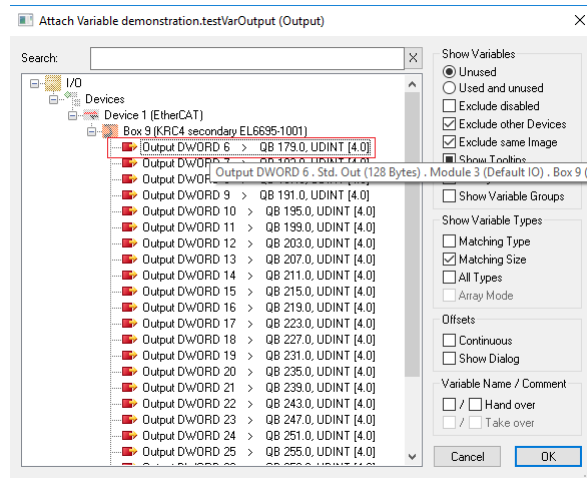 Attach Variable demonstration.testVarOutput (Output)
Search:
I/O
Devices
Device 1 (EtherCAT)
Box 9 (KRC4 secondary EL6695-1001)
Output DWORD 6 > QB 179.0, UDINT [4.0]
Output DWORD 6 . Std. Out (128 Bytes) . Module 3 (Default IO) . Box 9 (
Output DWORD 9 > QB 191.0, UDINT [4.0]
Output DWORD 10 > QB 195.0, UDINT [4.0]
Output DWORD 11 > QB 199.0, UDINT [4.0]
Output DWORD 12 > QB 203.0, UDINT [4.0]
Output DWORD 13 > QB 207.0, UDINT [4.0]
Output DWORD 14 > QB 211.0, UDINT [4.0]
Output DWORD 15 > QB 215.0, UDINT [4.0]
Output DWORD 16 > QB 219.0, UDINT [4.0]
Output DWORD 17 > QB 223.0, UDINT [4.0]
Output DWORD 18 > QB 227.0, UDINT [4.0]
Output DWORD 19 > QB 231.0, UDINT [4.0]
Output DWORD 20 > QB 235.0, UDINT [4.0]
Output DWORD 21 > QB 239.0, UDINT [4.0]
Output DWORD 22 > QB 243.0, UDINT [4.0]
Output DWORD 23 > QB 247.0, UDINT [4.0]
Output DWORD 24 > QB 251.0, UDINT [4.0]
Output DWORD 25 > QB 255.0, UDINT [4.0]
Show Variables
Unused
Used and unused
Exclude disabled
Exclude other Devices
Exclude same Image
Show Tooltips
Show Variable Groups
Show Variable Types
Matching Type
Matching Size
All Types
Array Mode
Offsets
Continuous
Show Dialog
Variable Name / Comment
/ Hand over
/ Take over
Cancel
OK